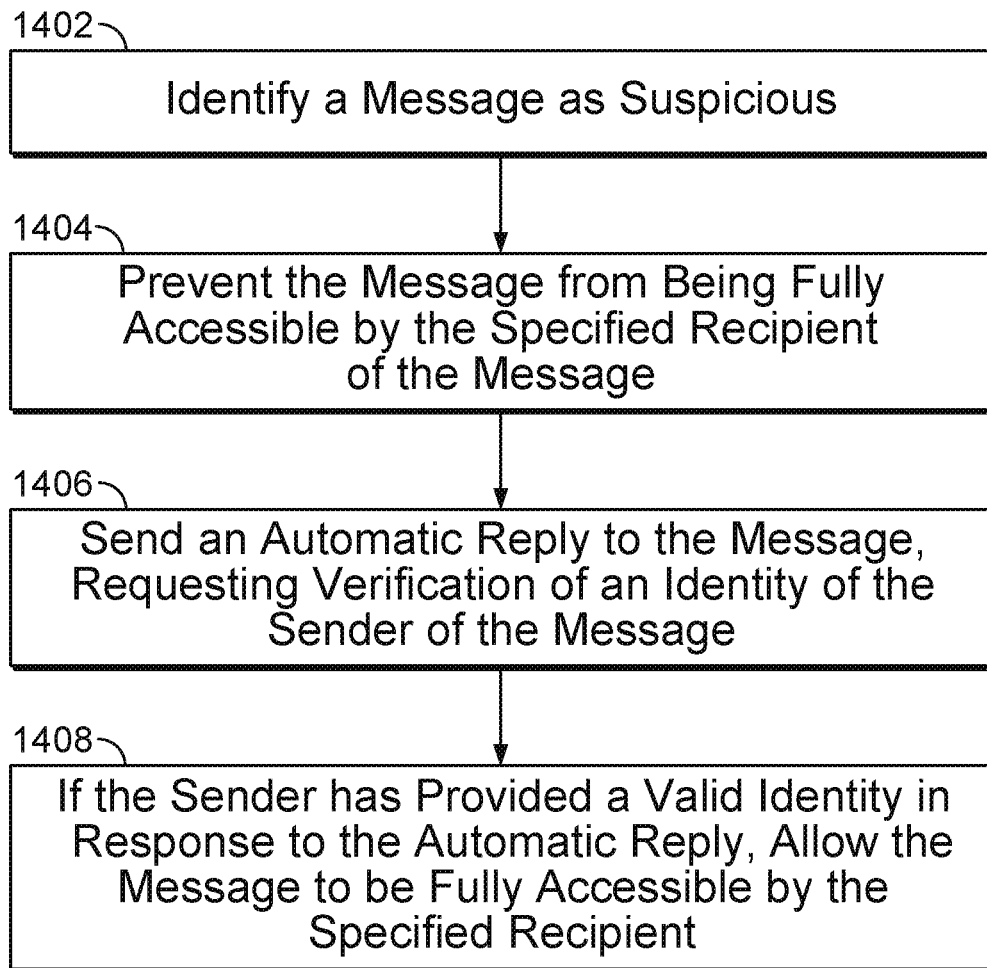 1402
Identify a Message as Suspicious
1404
Prevent the Message from Being Fully
Accessible by the Specified Recipient
of the Message
1406
Send an Automatic Reply to the Message,
Requesting Verification of an Identity of the
Sender of the Message
1408
If the Sender has Provided a Valid Identity in
Response to the Automatic Reply, Allow the
Message to be Fully Accessible by the
Specified Recipient